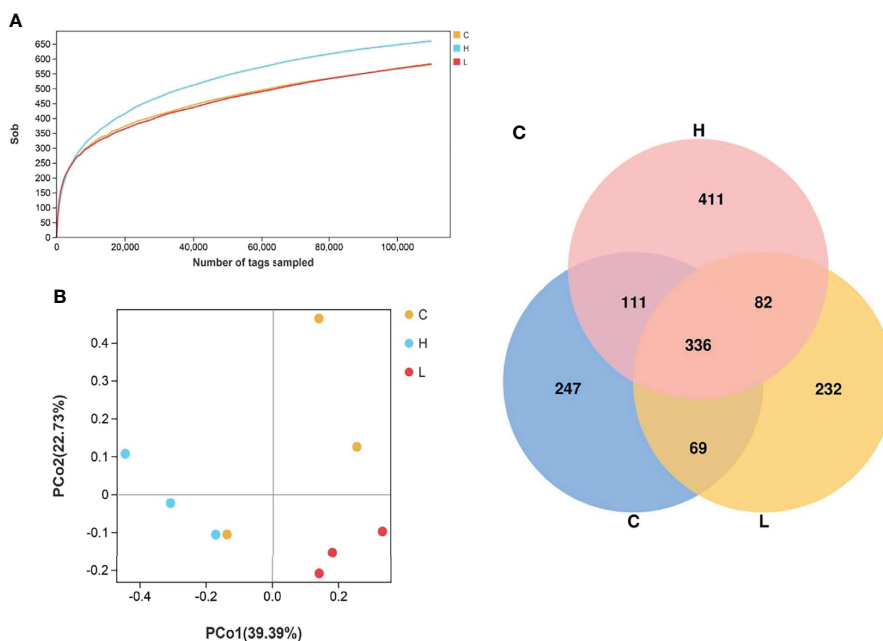 A
650
600
550
500
450
400
350
300
250
200
150
100
50
0
Sob
0 20,000 40,000 60,000 80,000 100,000
Number of tags sampled
C
H
L
B
0.4
0.3
0.2
0.1
0
-0.1
-0.2
PCo2(22.73%)
-0.4 -0.2 0.0 0.2
PCo1(39.39%)
C
H
L
C
H
411
111
82
336
247
232
69
C
L